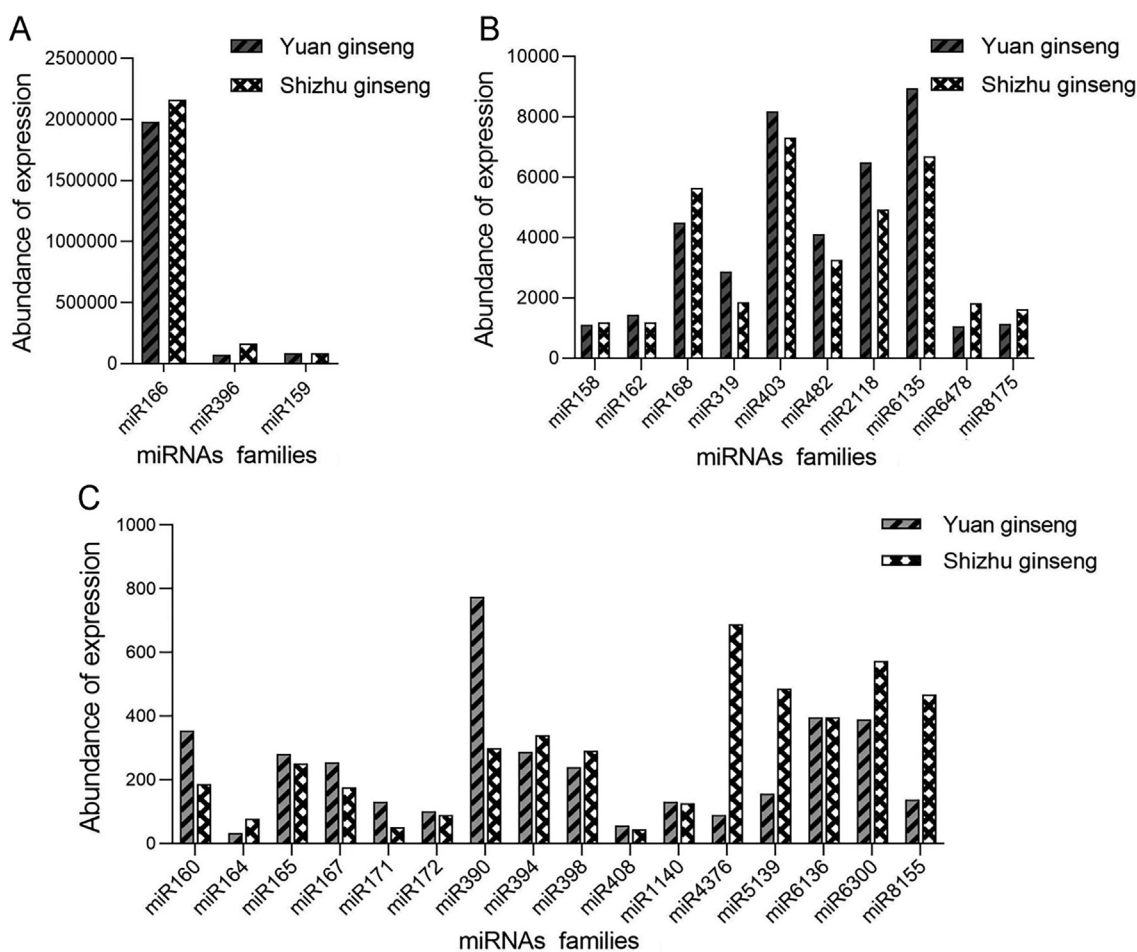 A
Yuan ginseng
Shizhu ginseng
Abundance of expression
2500000
2000000
1500000
1000000
500000
0
miR166
miR396
miR159
miRNAs families
B
Yuan ginseng
Shizhu ginseng
Abundance of expression
10000
8000
6000
4000
2000
0
miR158
miR162
miR168
miR319
miR403
miR482
miR2118
miR6135
miR6478
miR8175
miRNAs families
C
Yuan ginseng
Shizhu ginseng
Abundance of expression
1000
800
600
400
200
0
miR160
miR164
miR165
miR167
miR171
miR172
miR390
miR394
miR398
miR408
miR1140
miR4376
miR5139
miR6136
miR6300
miR8155
miRNAs families